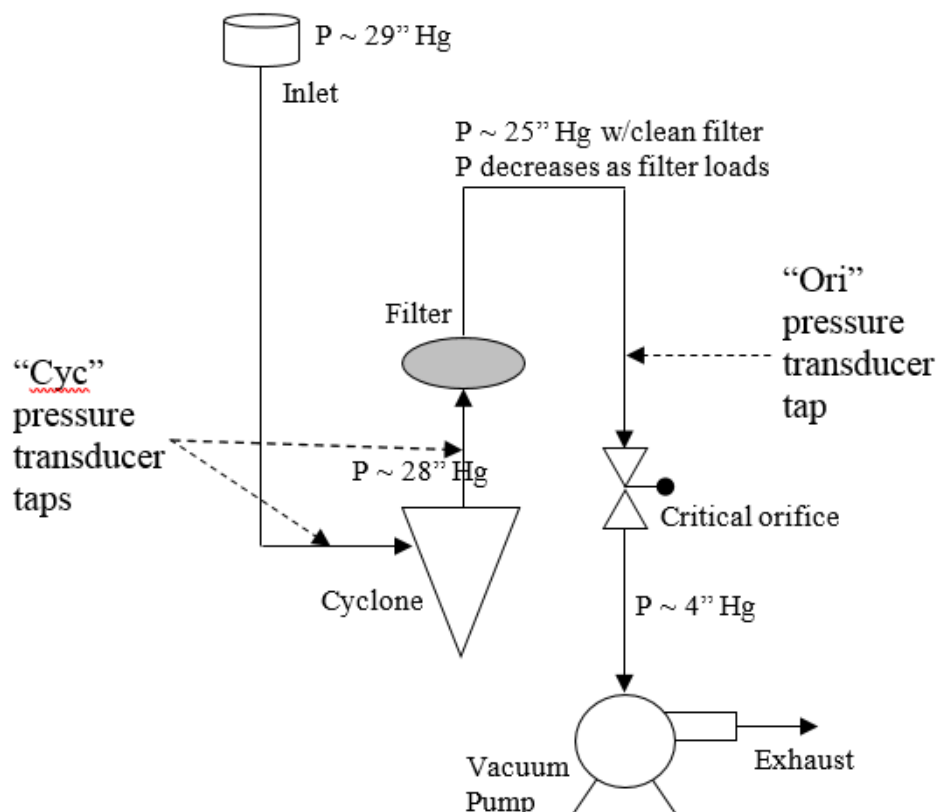 P ~ 29” Hg
Inlet
P ~ 25” Hg w/clean filter
P decreases as filter loads
“Ori”
pressure
transducer
tap
Filter
“Cyc”
pressure
transducer
taps
P ~ 28” Hg
Critical orifice
Cyclone
P ~ 4” Hg
Exhaust
Vacuum
Pump